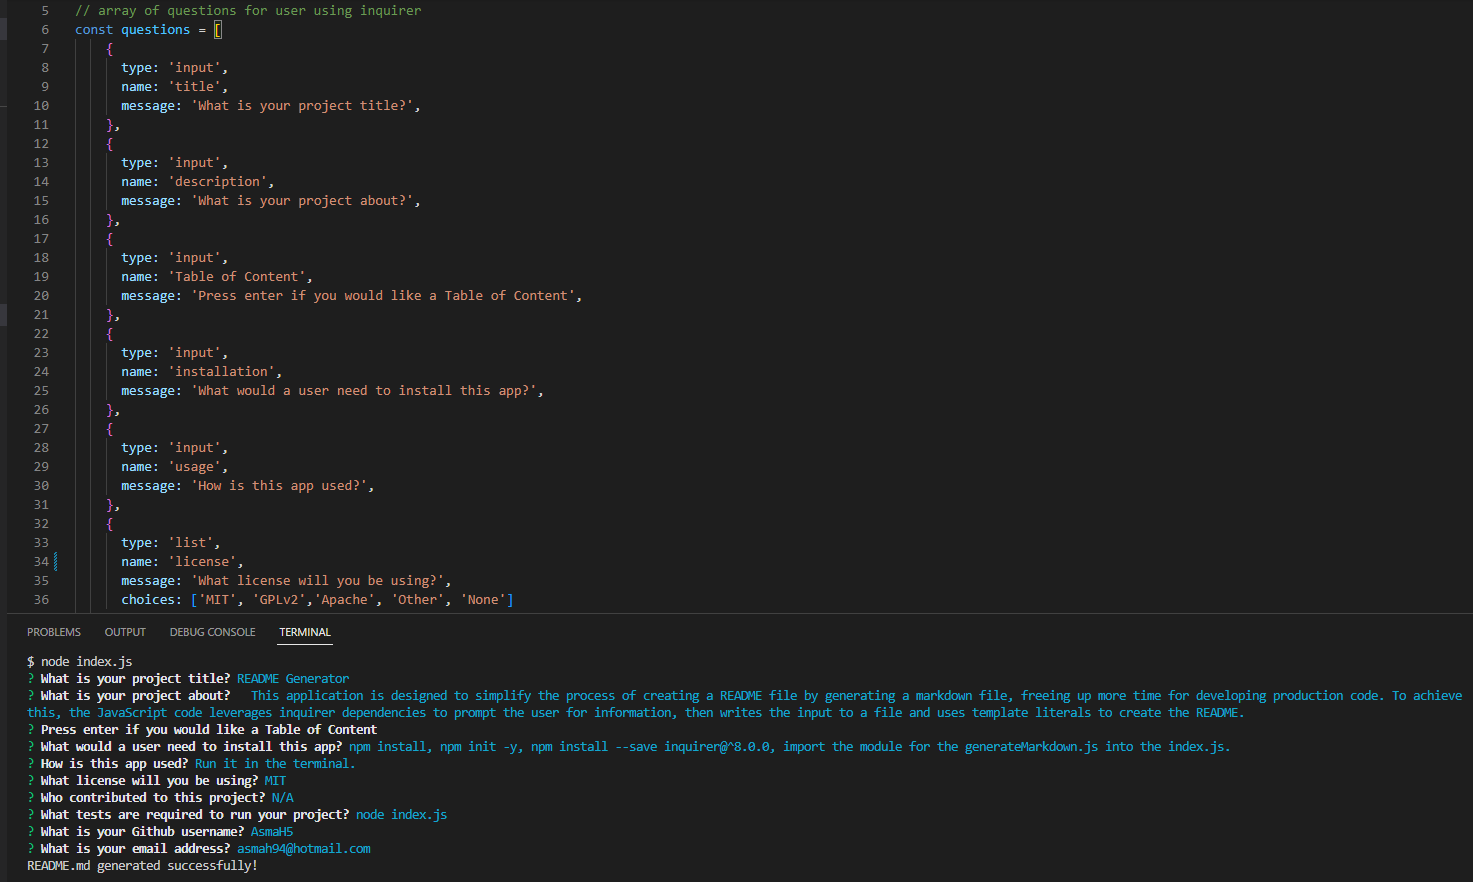 5 // array of questions for user using inquirer
6 const questions = [
7 {
8 type: 'input',
9 name: 'title',
10 message: 'What is your project title?',
11 },
12 {
13 type: 'input',
14 name: 'description',
15 message: 'What is your project about?',
16 },
17 {
18 type: 'input',
19 name: 'Table of Content',
20 message: 'Press enter if you would like a Table of Content',
21 },
22 {
23 type: 'input',
24 name: 'installation',
25 message: 'What would a user need to install this app?',
26 },
27 {
28 type: 'input',
29 name: 'usage',
30 message: 'How is this app used?',
31 },
32 {
33 type: 'list',
34 name: 'license',
35 message: 'What license will you be using?',
36 choices: ['MIT', 'GPLv2','Apache', 'Other', 'None']
PROBLEMS OUTPUT DEBUG CONSOLE TERMINAL
$ node index.js
? What is your project title? README Generator
? What is your project about? This application is designed to simplify the process of creating a README file by generating a markdown file, freeing up more time for developing production code. To achieve
this, the JavaScript code leverages inquirer dependencies to prompt the user for information, then writes the input to a file and uses template literals to create the README.
? Press enter if you would like a Table of Content
? What would a user need to install this app? npm install, npm init -y, npm install --save inquirer@^8.0.0, import the module for the generateMarkdown.js into the index.js.
? How is this app used? Run it in the terminal.
? What license will you be using? MIT
? Who contributed to this project? N/A
? What tests are required to run your project? node index.js
? What is your Github username? AsmaH5
? What is your email address? asmah94@hotmail.com
README.md generated successfully!